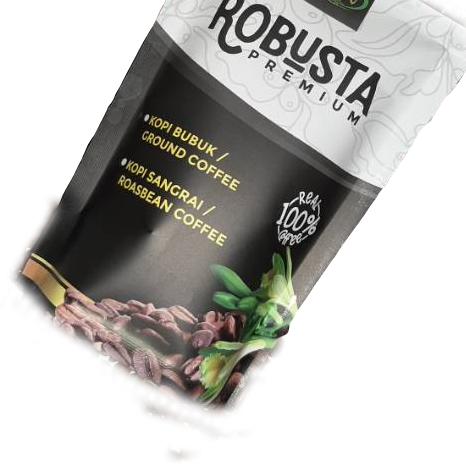 ROBUSTA
PREMIUM
•KOPI BUBUK /
GROUND COFFEE
•KOPI SANGRAI /
ROASBEAN COFFEE
REAL
100%
Coffee